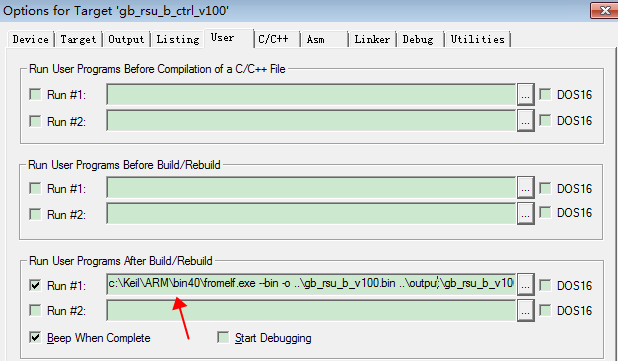 Options for Target 'gb_rsu_b_ctrl_v100'
Device Target Output Listing User C/C++ Asm Linker Debug Utilities
Run User Programs Before Compilation of a C/C++ File
Run #1: ... DOS16
Run #2: ... DOS16
Run User Programs Before Build/Rebuild
Run #1: ... DOS16
Run #2: ... DOS16
Run User Programs After Build/Rebuild
Run #1: c:\Keil\ARM\bin40\fromelf.exe --bin -o ..\gb_rsu_b_v100.bin ..\output\gb_rsu_b_v10 ... DOS16
Run #2: ... DOS16
Beep When Complete Start Debugging